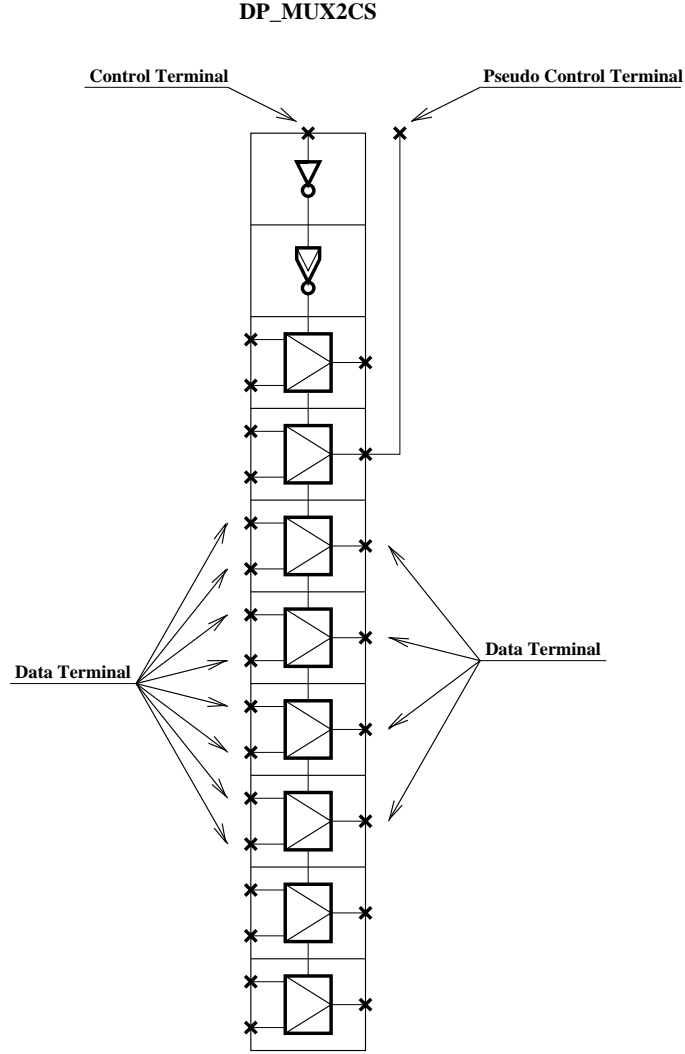 DP_MUX2CS
Control Terminal
Pseudo Control Terminal
Data Terminal
Data Terminal